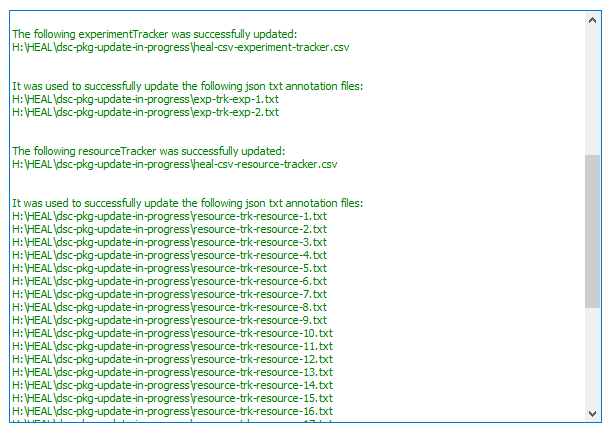 The following experimentTracker was successfully updated:
H:\HEAL\dsc-pkg-update-in-progress\heal-csv-experiment-tracker.csv
It was used to successfully update the following json txt annotation files:
H:\HEAL\dsc-pkg-update-in-progress\exp-trk-exp-1.txt
H:\HEAL\dsc-pkg-update-in-progress\exp-trk-exp-2.txt
The following resourceTracker was successfully updated:
H:\HEAL\dsc-pkg-update-in-progress\heal-csv-resource-tracker.csv
It was used to successfully update the following json txt annotation files:
H:\HEAL\dsc-pkg-update-in-progress\resource-trk-resource-1.txt
H:\HEAL\dsc-pkg-update-in-progress\resource-trk-resource-2.txt
H:\HEAL\dsc-pkg-update-in-progress\resource-trk-resource-3.txt
H:\HEAL\dsc-pkg-update-in-progress\resource-trk-resource-4.txt
H:\HEAL\dsc-pkg-update-in-progress\resource-trk-resource-5.txt
H:\HEAL\dsc-pkg-update-in-progress\resource-trk-resource-6.txt
H:\HEAL\dsc-pkg-update-in-progress\resource-trk-resource-7.txt
H:\HEAL\dsc-pkg-update-in-progress\resource-trk-resource-8.txt
H:\HEAL\dsc-pkg-update-in-progress\resource-trk-resource-9.txt
H:\HEAL\dsc-pkg-update-in-progress\resource-trk-resource-10.txt
H:\HEAL\dsc-pkg-update-in-progress\resource-trk-resource-11.txt
H:\HEAL\dsc-pkg-update-in-progress\resource-trk-resource-12.txt
H:\HEAL\dsc-pkg-update-in-progress\resource-trk-resource-13.txt
H:\HEAL\dsc-pkg-update-in-progress\resource-trk-resource-14.txt
H:\HEAL\dsc-pkg-update-in-progress\resource-trk-resource-15.txt
H:\HEAL\dsc-pkg-update-in-progress\resource-trk-resource-16.txt